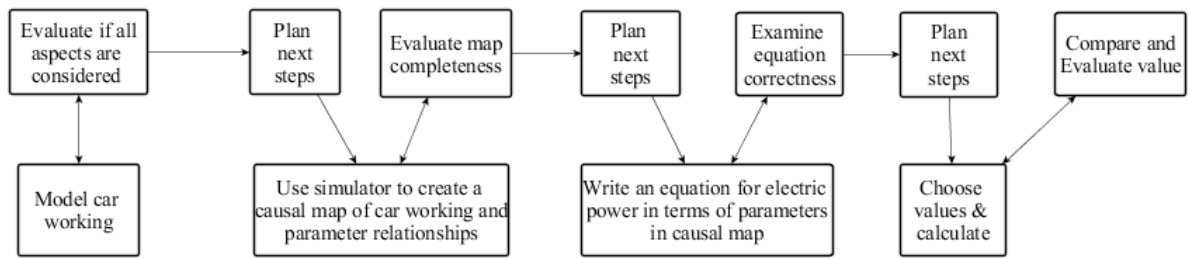 Evaluate if all
aspects are
considered
Plan
next
steps
Evaluate map
completeness
Plan
next
steps
Examine
equation
correctness
Plan
next
steps
Compare and
Evaluate value
Model car
working
Use simulator to create a
causal map of car working and
parameter relationships
Write an equation for electric
power in terms of parameters
in causal map
Choose
values &
calculate